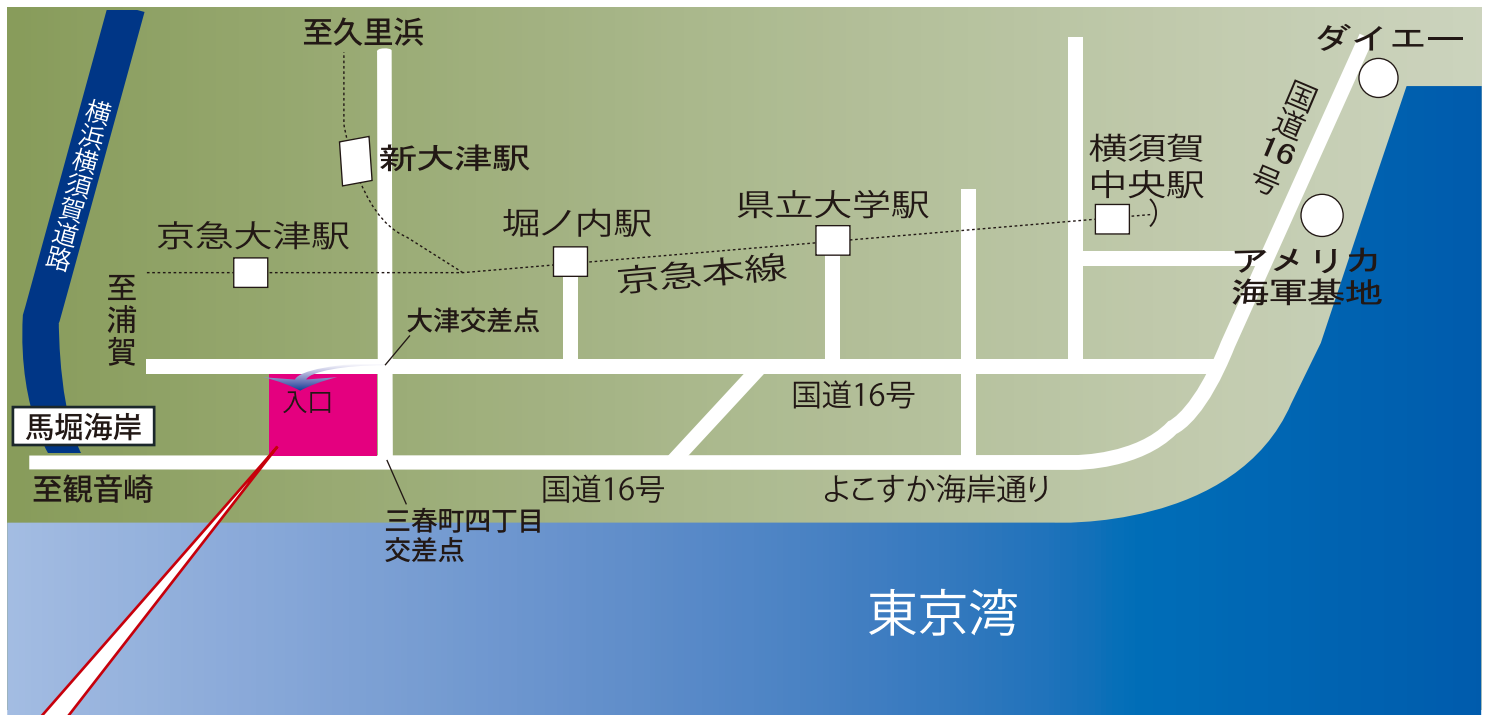 至久里浜
ダイエー
横浜横須賀道路
国道16号
新大津駅
横須賀
中央駅
県立大学駅
堀ノ内駅
京急大津駅
京急本線
アメリカ
海軍基地
至浦賀
大津交差点
国道16号
入口
馬堀海岸
至観音崎
国道16号
よこすか海岸通り
三春町四丁目
交差点
東京湾